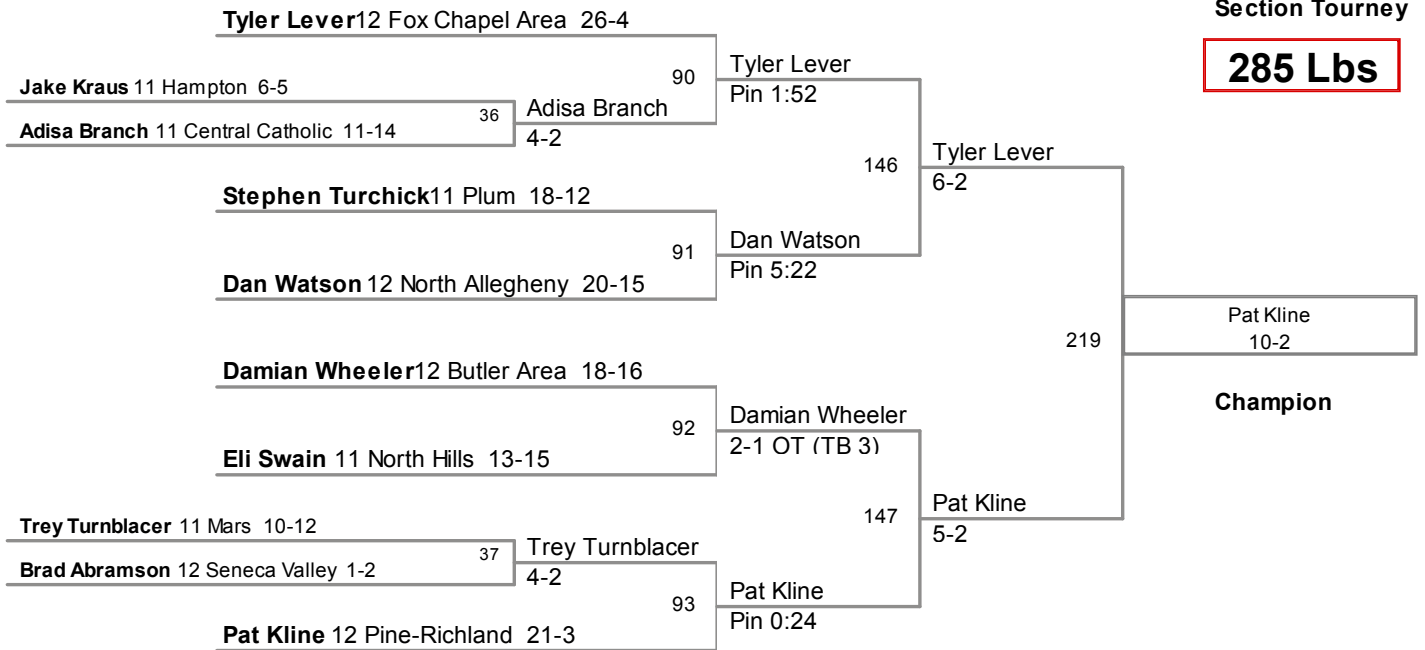 Section Tourney
285 Lbs
Tyler Lever12 Fox Chapel Area 26-4
Jake Kraus 11 Hampton 6-5
Adisa Branch 11 Central Catholic 11-14
36
Adisa Branch
4-2
90
Tyler Lever
Pin 1:52
Stephen Turchick11 Plum 18-12
Dan Watson 12 North Allegheny 20-15
91
Dan Watson
Pin 5:22
146
Tyler Lever
6-2
Damian Wheeler12 Butler Area 18-16
Eli Swain 11 North Hills 13-15
92
Damian Wheeler
2-1 OT (TB 3)
Trey Turnblacer 11 Mars 10-12
Brad Abramson 12 Seneca Valley 1-2
37
Trey Turnblacer
4-2
Pat Kline 12 Pine-Richland 21-3
93
Pat Kline
Pin 0:24
147
Pat Kline
5-2
219
Pat Kline
10-2
Champion